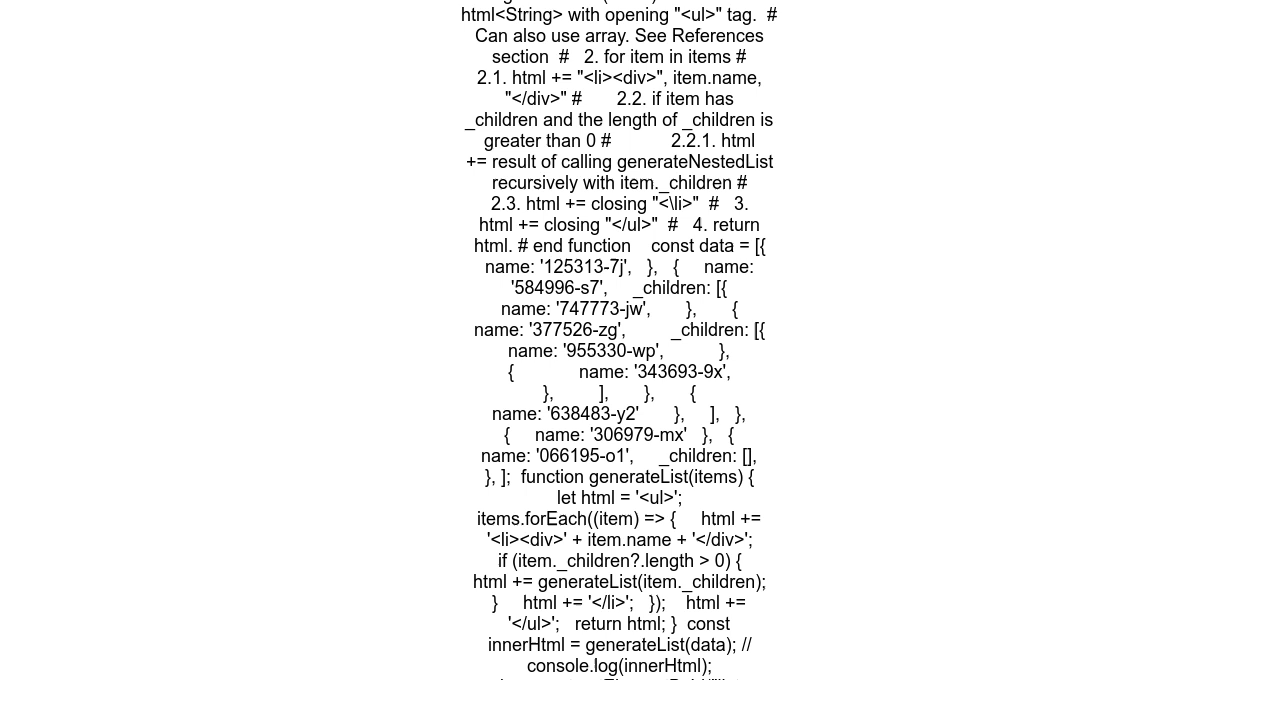 html<String> with opening "<ul>" tag.  #
Can also use array. See References
section  #   2. for item in items #
2.1. html += "<li><div>", item.name,
"</div>" #       2.2. if item has
_children and the length of _children is
greater than 0 #            2.2.1. html
+= result of calling generateNestedList
recursively with item._children #
2.3. html += closing "<\li>"  #   3.
html += closing "</ul>"  #   4. return
html. # end function    const data = [{
name: '125313-7j',   },   {     name:
'584996-s7',     _children: [{
name: '747773-jw',       },       {
name: '377526-zg',         _children: [{
name: '955330-wp',           },
{             name: '343693-9x',
},         ],       },       {
name: '638483-y2'       },     ],   },
{     name: '306979-mx'   },   {
name: '066195-o1',     _children: [],
}, ];  function generateList(items) {
let html = '<ul>';
items.forEach((item) => {     html +=
'<li><div>' + item.name + '</div>';
if (item._children?.length > 0) {
html += generateList(item._children);
}     html += '</li>';   });    html +=
'</ul>';   return html; }  const
innerHtml = generateList(data); //
console.log(innerHtml);